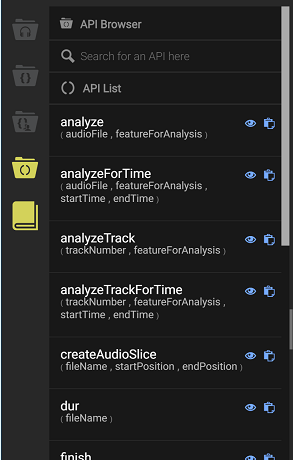 API Browser
Search for an API here
API List
analyze
( audioFile , featureForAnalysis )
analyzeForTime
( audioFile , featureForAnalysis ,
startTime , endTime )
analyzeTrack
( trackNumber , featureForAnalysis )
analyzeTrackForTime
( trackNumber , featureForAnalysis ,
startTime , endTime )
createAudioSlice
( fileName , startPosition , endPosition )
dur
( fileName )
finish